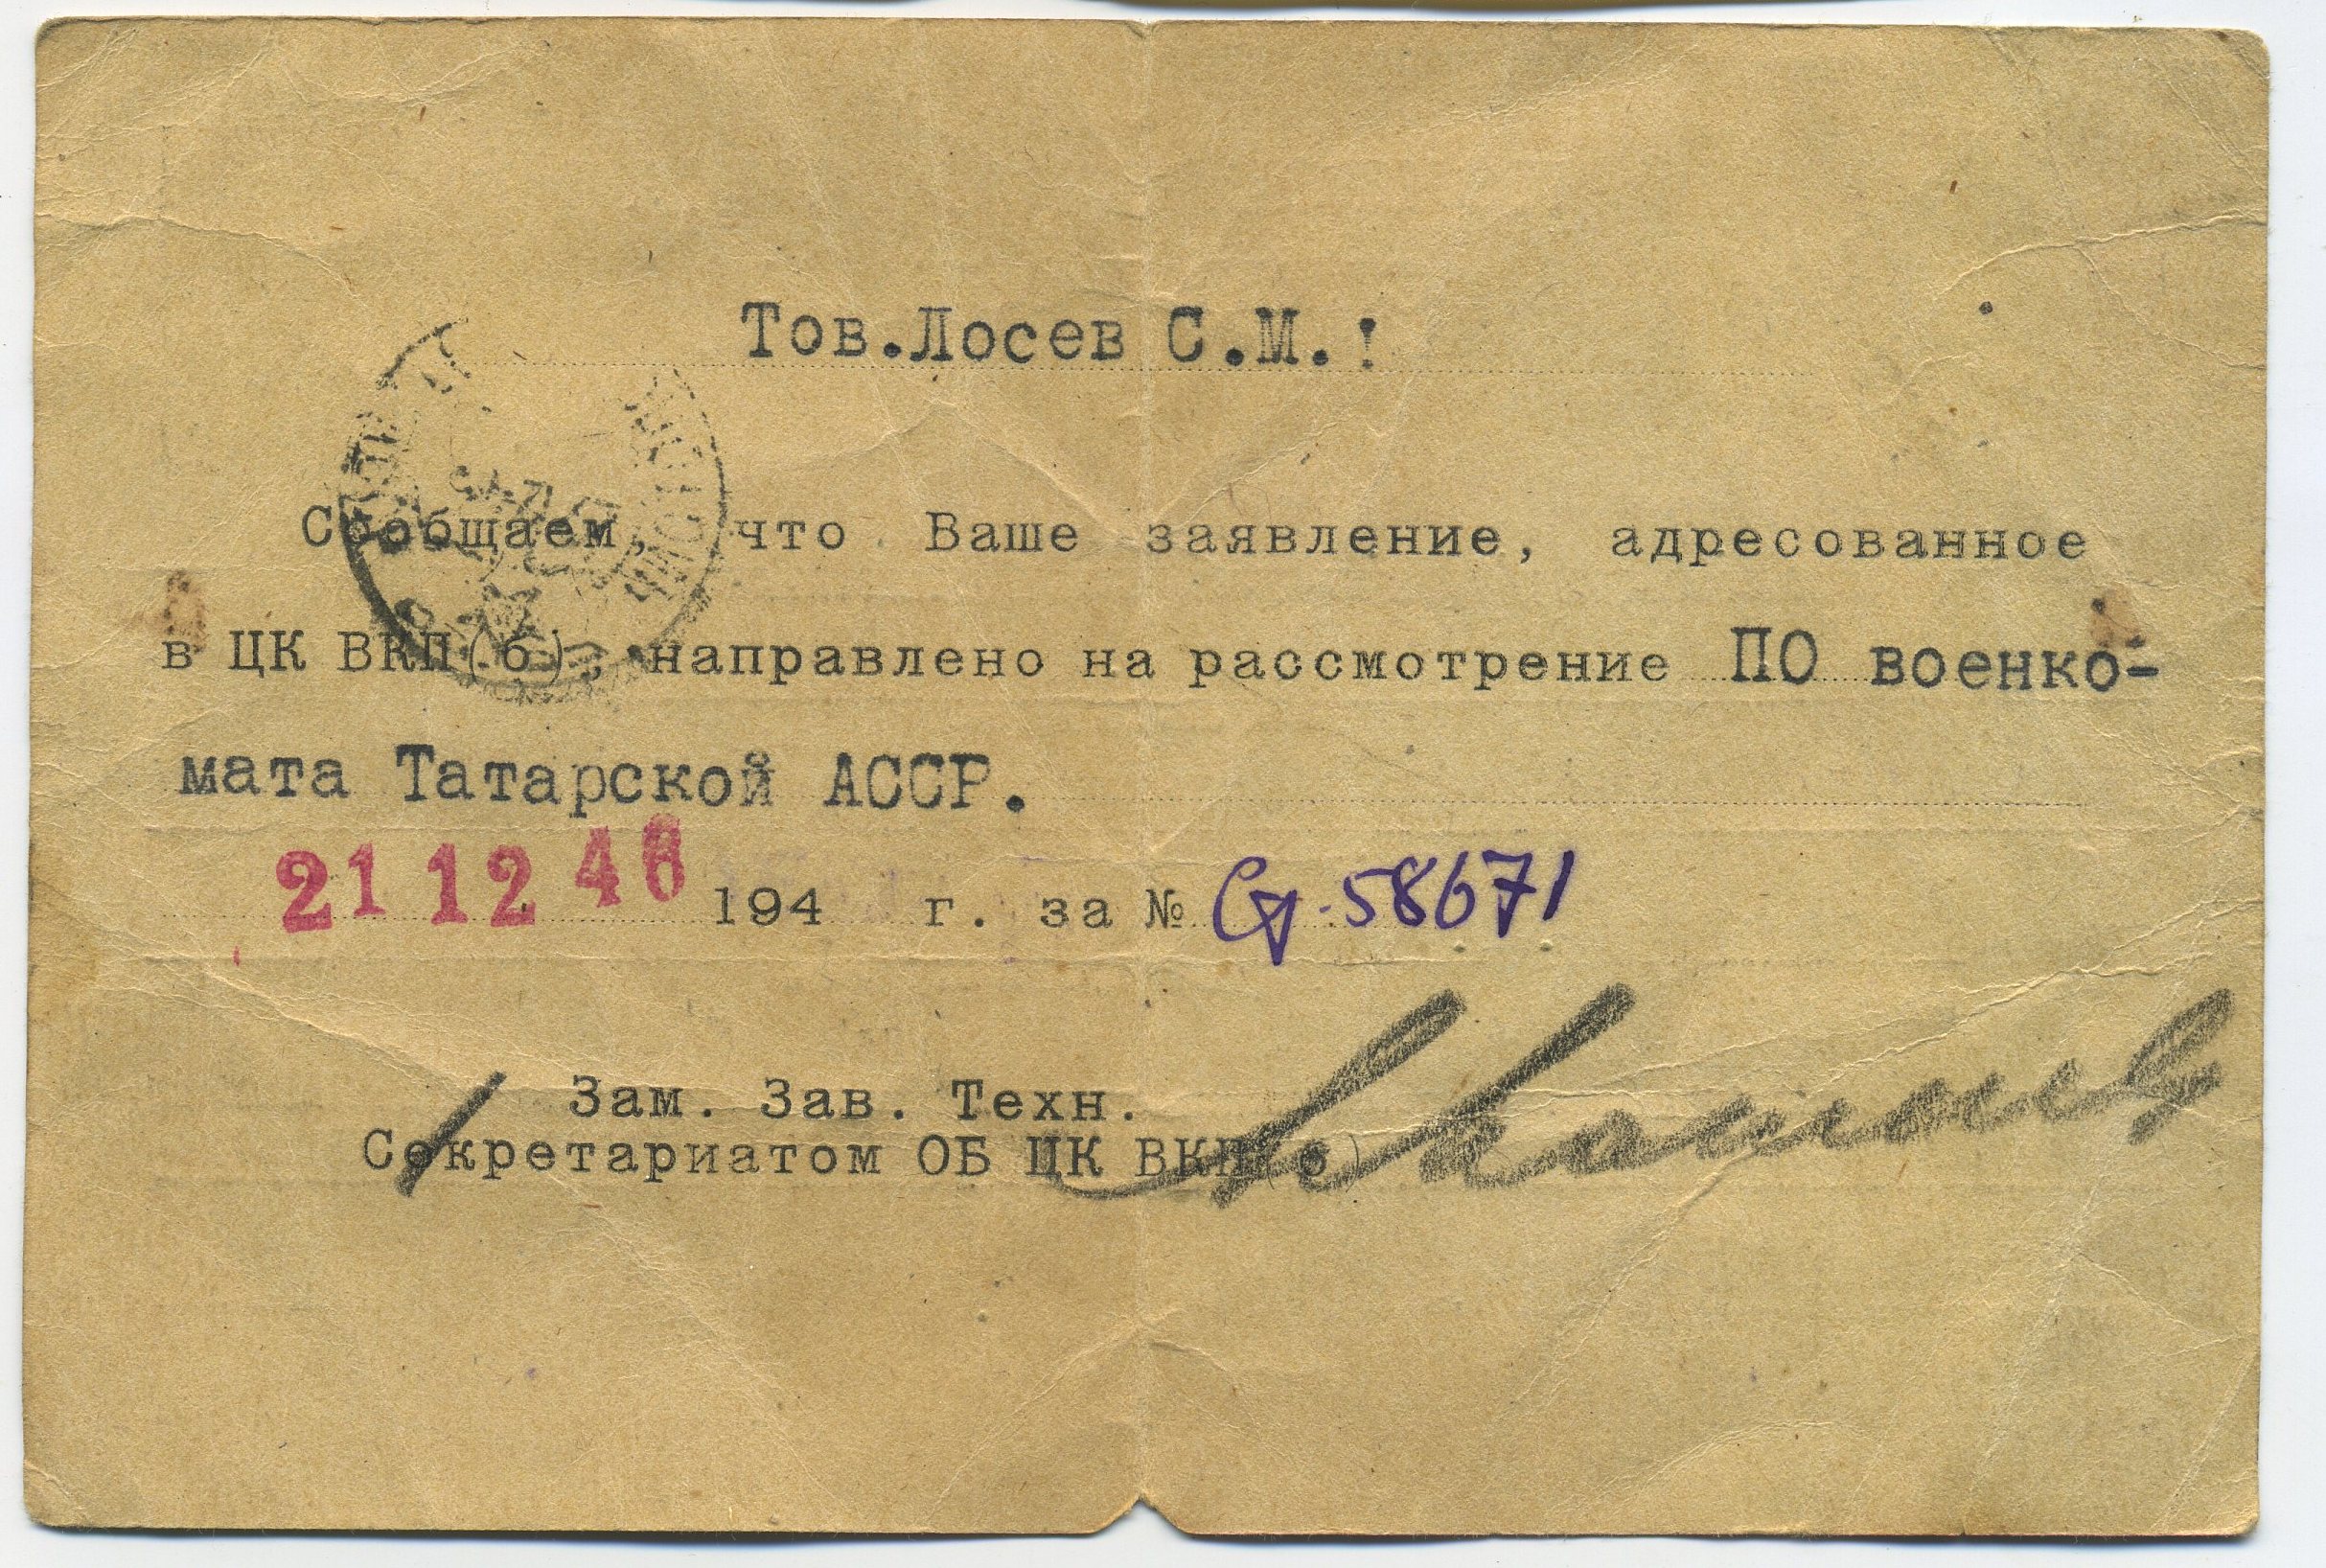 Тов.Лосев С.М.!
Сообщаем, что Ваше заявление, адресованное
в ЦК ВКП(б), направлено на рассмотрение ПО военко-
мата Татарской АССР.
21 12 46 194 г. за № СД-58671
Зам. Зав. Техн.
Секретариатом ОБ ЦК ВКП(б)